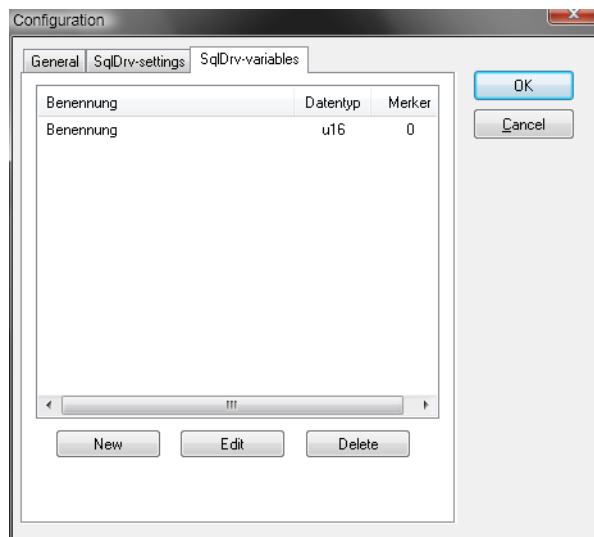 Configuration
General SqlDrv-settings SqlDrv-variables
OK
Cancel
Benennung Datentyp Merker
Benennung u16 0
New Edit Delete